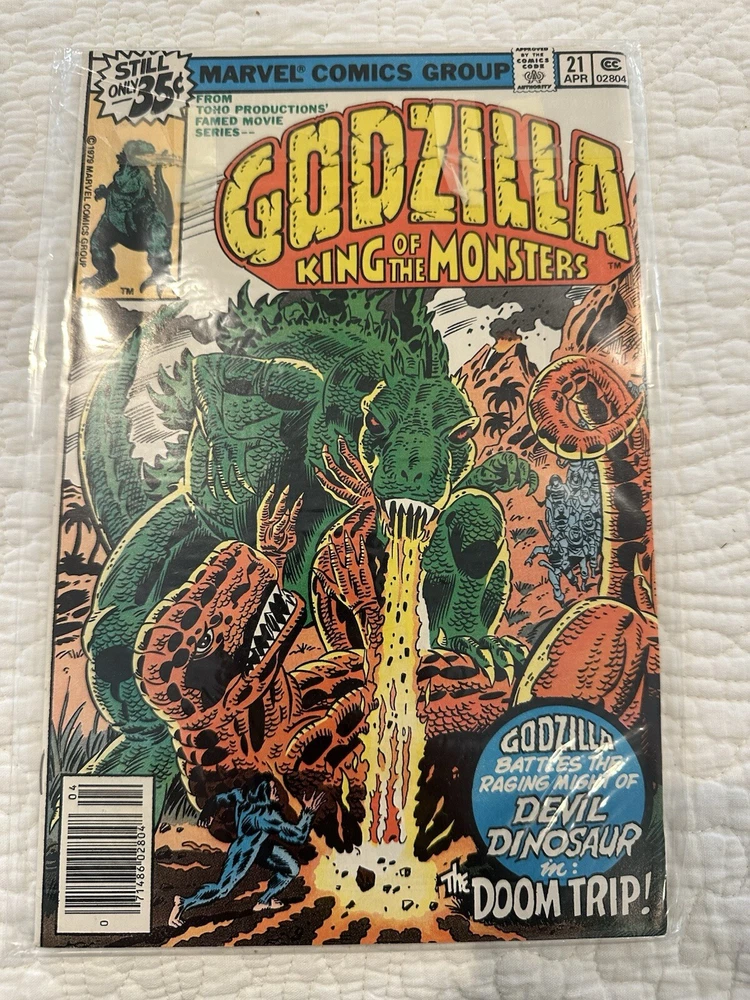 STILL
ONLY 35¢
MARVEL® COMICS GROUP
APPROVED
BY THE
COMICS
CODE
AUTHORITY
21
APR
CC
02804
FROM
TOHO PRODUCTIONS'
FAMED MOVIE
SERIES--
© 1979 MARVEL COMICS GROUP
TM
GODZILLA
KING OF THE MONSTERS
TM
GODZILLA
BATTLES THE
RAGING MIGHT OF
DEVIL
DINOSAUR
in:
The DOOM TRIP!
04
71486 02804
0